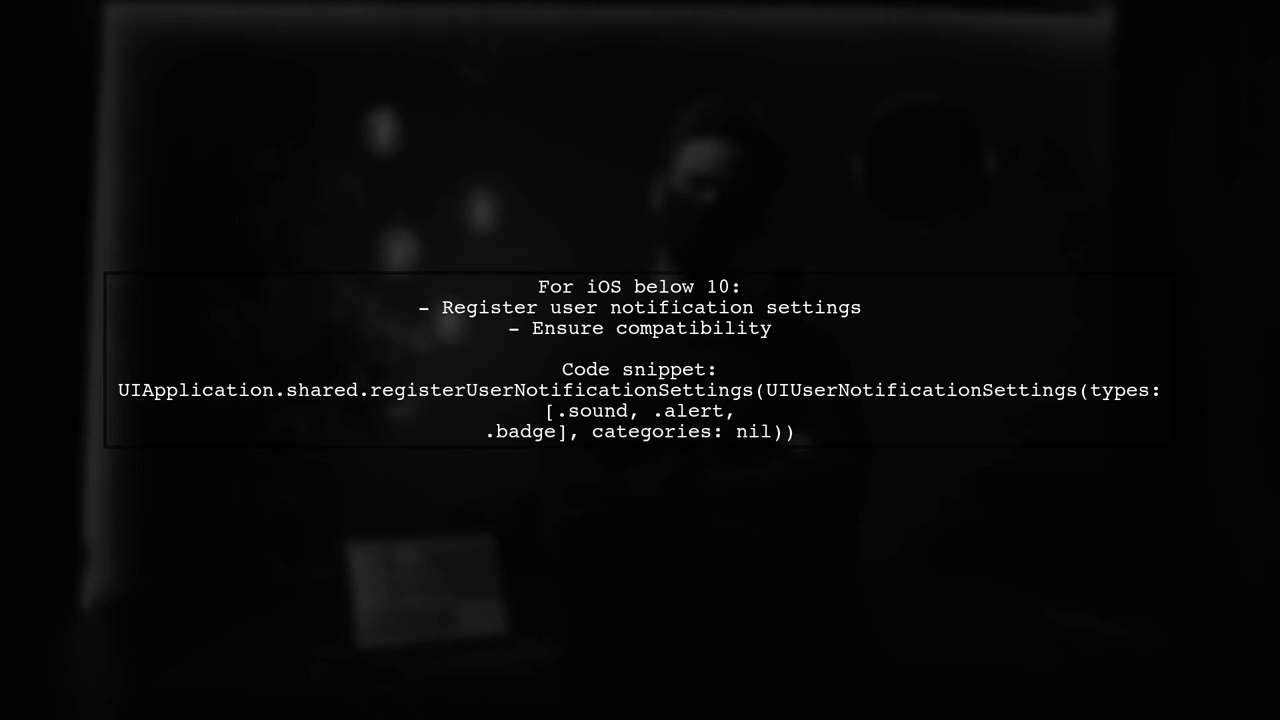 For iOS below 10:
- Register user notification settings
- Ensure compatibility
Code snippet:
UIApplication.shared.registerUserNotificationSettings(UIUserNotificationSettings(types:
[.sound, .alert,
.badge], categories: nil))